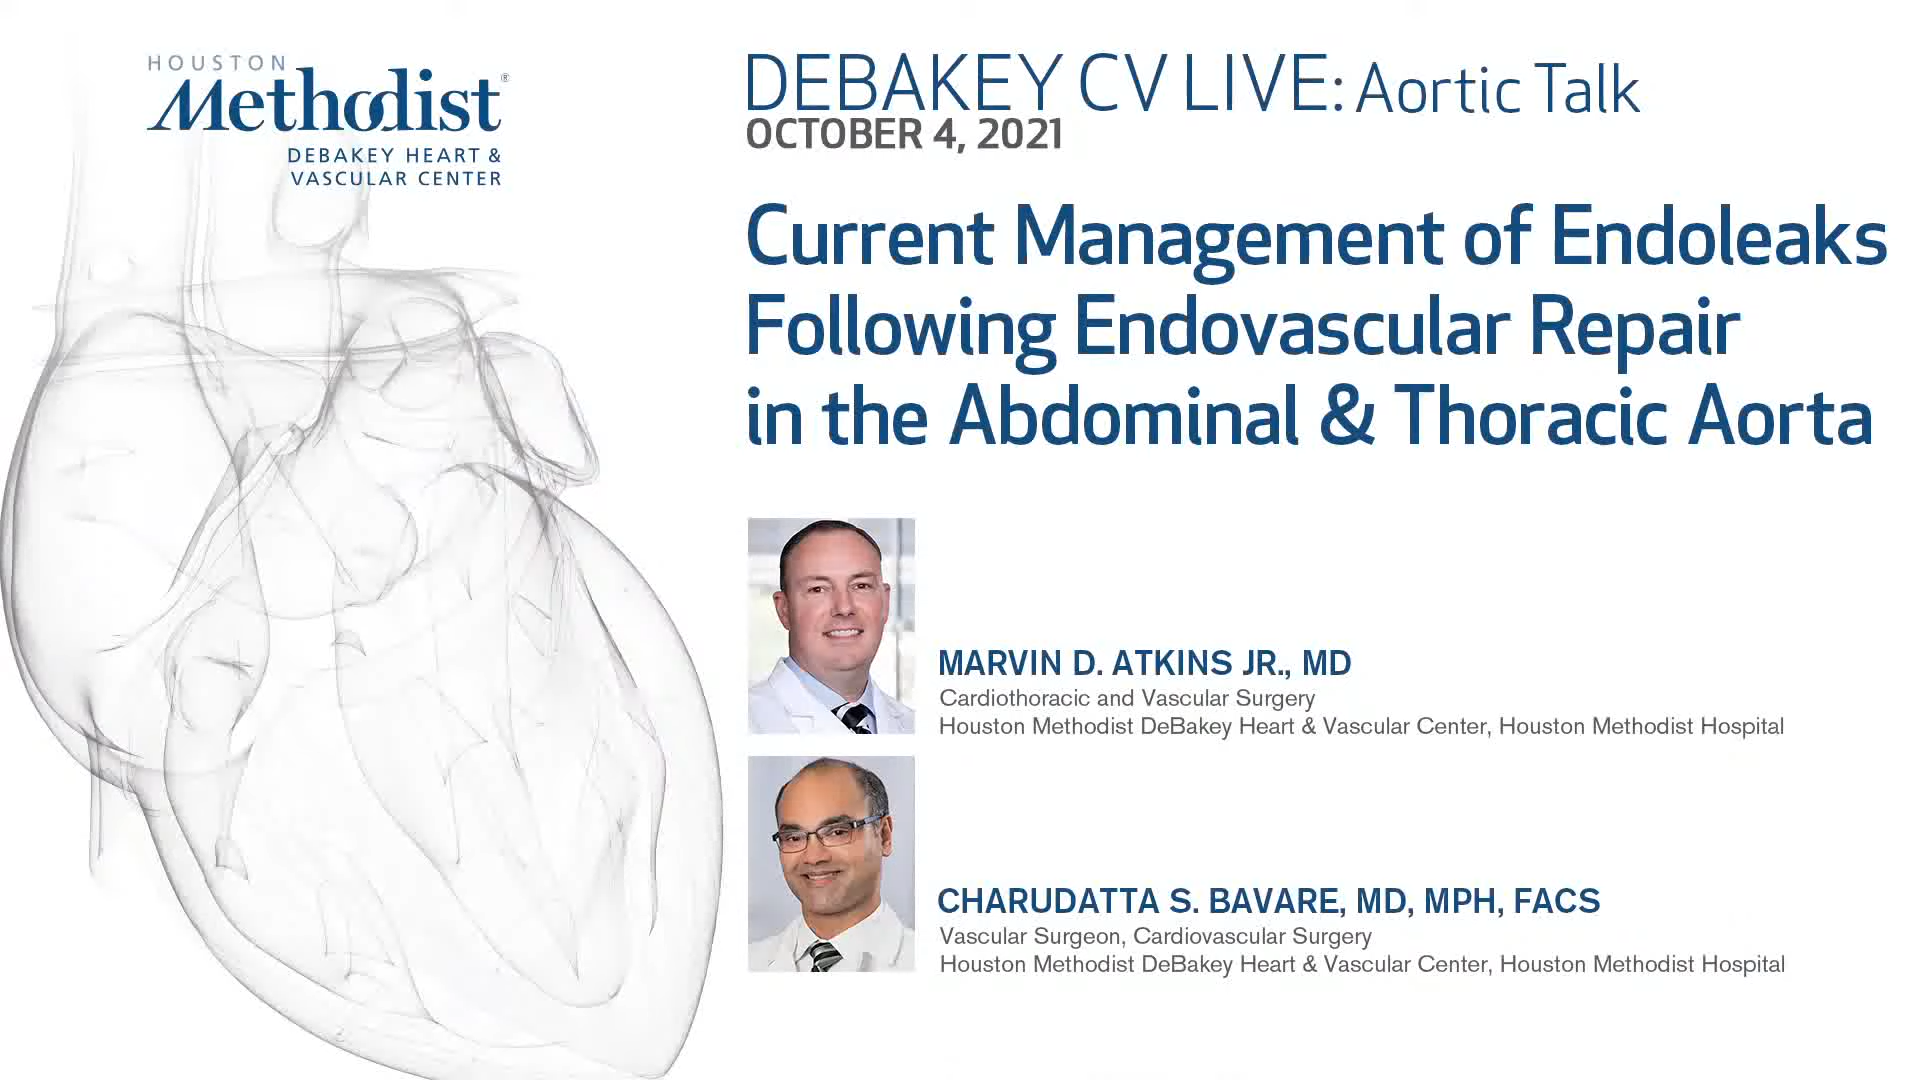 HOUSTON
Methodist®
DEBAKEY HEART &
VASCULAR CENTER
DEBAKEY CV LIVE: Aortic Talk
OCTOBER 4, 2021
Current Management of Endoleaks
Following Endovascular Repair
in the Abdominal & Thoracic Aorta
MARVIN D. ATKINS JR., MD
Cardiothoracic and Vascular Surgery
Houston Methodist DeBakey Heart & Vascular Center, Houston Methodist Hospital
CHARUDATTA S. BAVARE, MD, MPH, FACS
Vascular Surgeon, Cardiovascular Surgery
Houston Methodist DeBakey Heart & Vascular Center, Houston Methodist Hospital